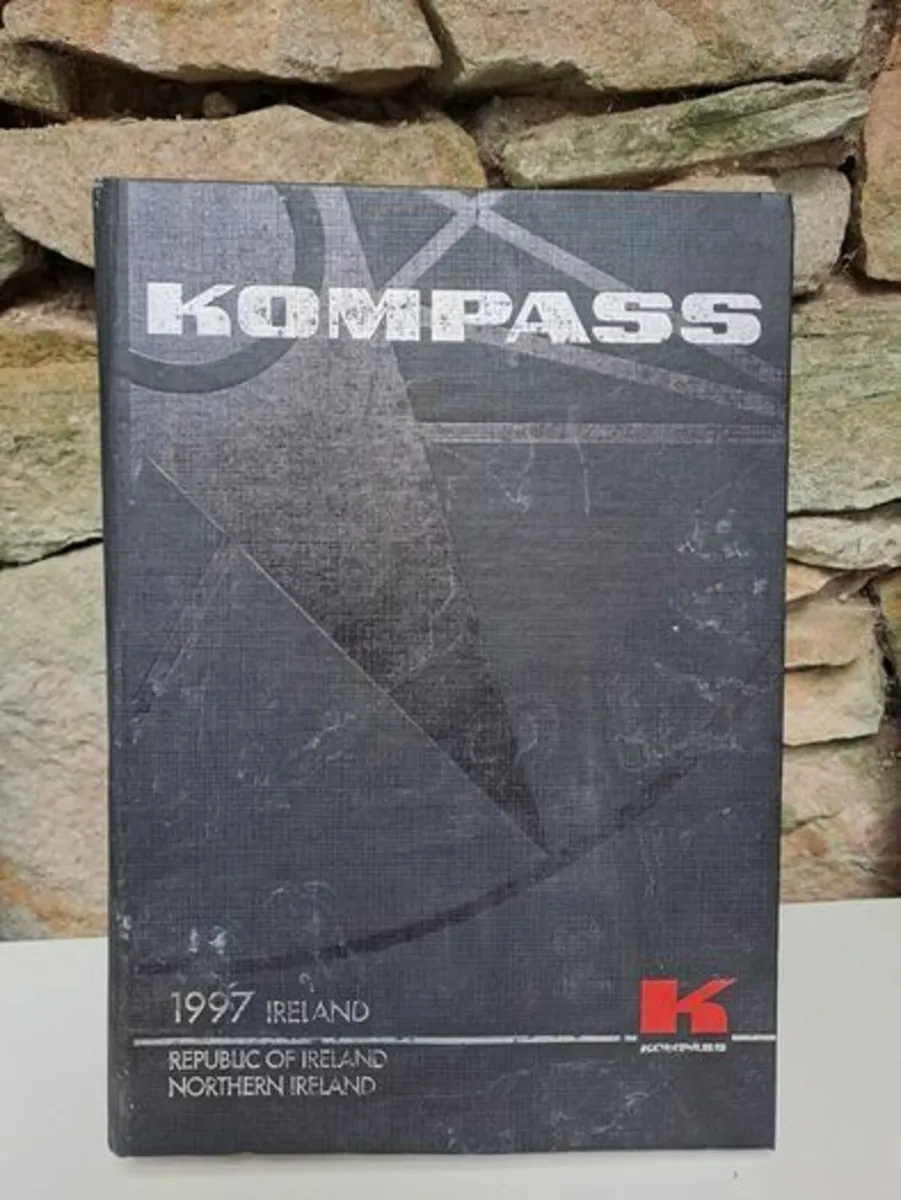 KOMPASS
1997 IRELAND
REPUBLIC OF IRELAND
NORTHERN IRELAND
K
KOMPASS